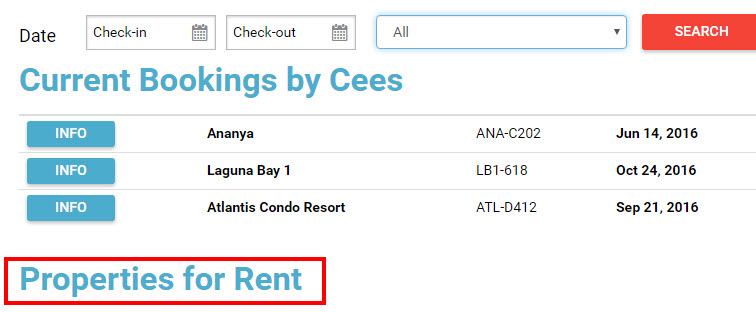 Date Check-in Check-out All SEARCH
Current Bookings by Cees
INFO Ananya ANA-C202 Jun 14, 2016
INFO Laguna Bay 1 LB1-618 Oct 24, 2016
INFO Atlantis Condo Resort ATL-D412 Sep 21, 2016
Properties for Rent